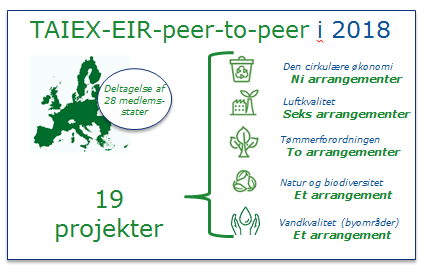 TAIEX-EIR-peer-to-peer i 2018
Deltagelse af
28 medlems-
stater
19
projekter
Den cirkulære økonomi
Ni arrangementer
Luftkvalitet
Seks arrangementer
Tømmerforordningen
To arrangementer
Natur og biodiversitet
Et arrangement
Vandkvalitet (byområder)
Et arrangement